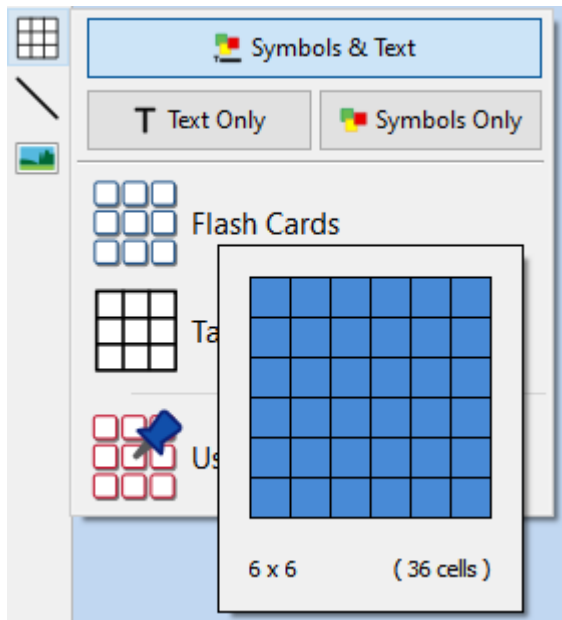 Symbols & Text
T Text Only
Symbols Only
Flash Cards
Ta
Us
6 x 6 ( 36 cells )